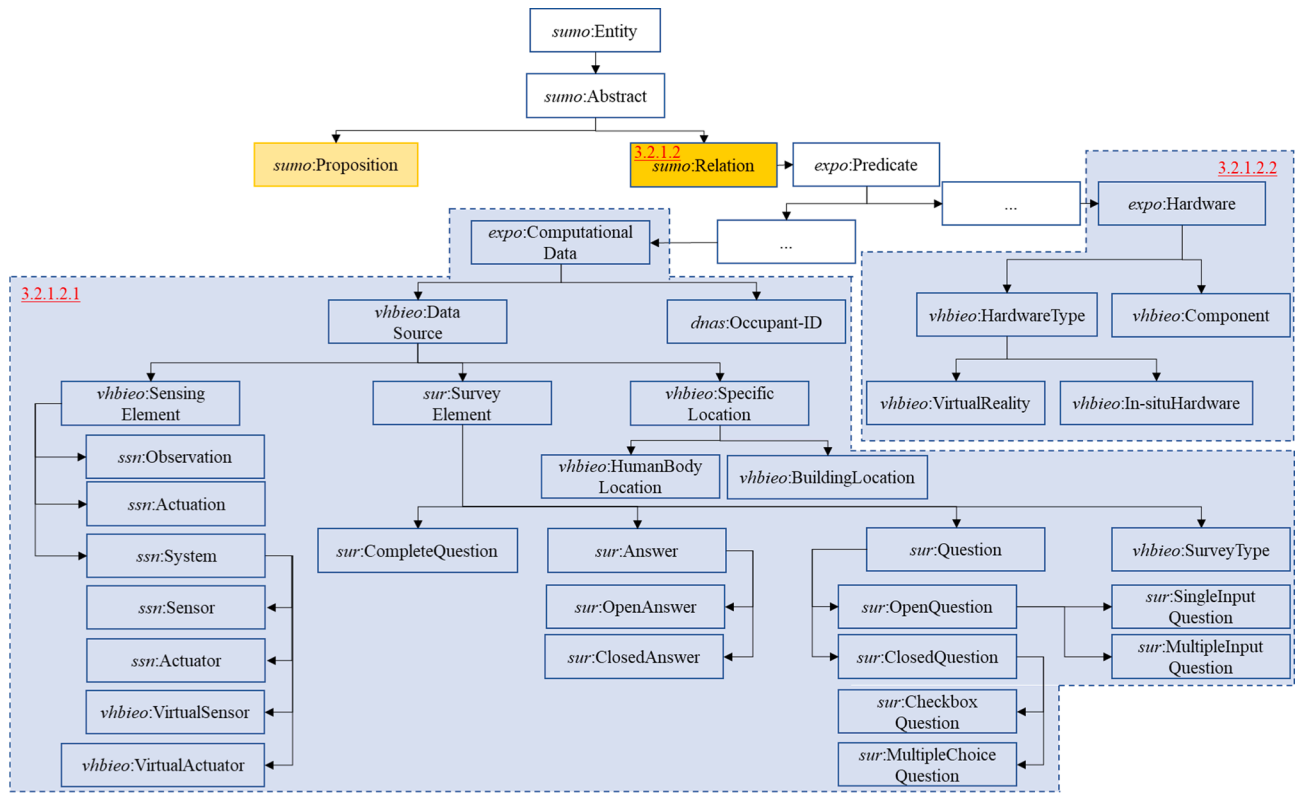 sumo:Entity
sumo:Abstract
sumo:Proposition
3.2.1.2
sumo:Relation
expo:Predicate
3.2.1.2.2
...
expo:Hardware
...
expo:Computational
Data
3.2.1.2.1
vhbieo:Data
Source
dnas:Occupant-ID
vhbieo:HardwareType
vhbieo:Component
vhbieo:VirtualReality
vhbieo:In-situHardware
vhbieo:Sensing
Element
sur:Survey
Element
vhbieo:Specific
Location
ssn:Observation
ssn:Actuation
ssn:System
ssn:Sensor
ssn:Actuator
vhbieo:VirtualSensor
vhbieo:VirtualActuator
vhbieo:HumanBody
Location
vhbieo:BuildingLocation
sur:CompleteQuestion
sur:Answer
sur:OpenAnswer
sur:ClosedAnswer
sur:Question
sur:OpenQuestion
sur:ClosedQuestion
sur:Checkbox
Question
sur:MultipleChoice
Question
vhbieo:SurveyType
sur:SingleInput
Question
sur:MultipleInput
Question